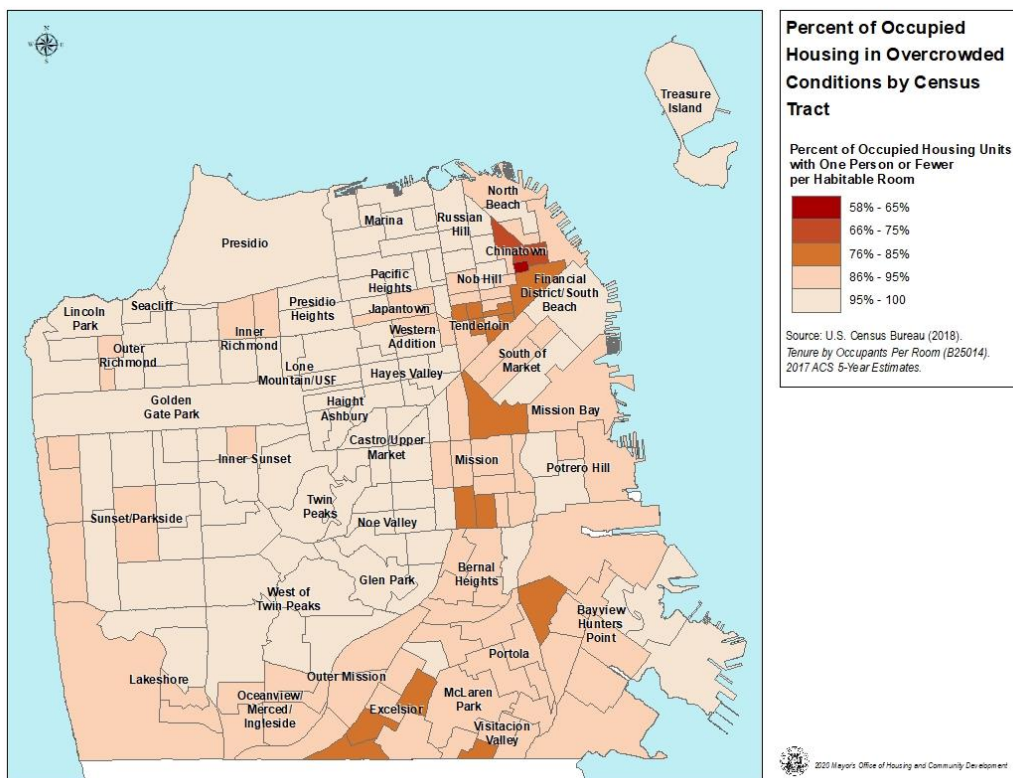 N
W
E
S
Treasure
Island
North
Beach
Marina
Russian
Hill
Presidio
Chinatown
Pacific
Heights
Nob Hill
Financial
District/South
Beach
Seacliff
Lincoln
Park
Presidio
Heights
Japantown
Inner
Richmond
Western
Addition
Tenderloin
Outer
Richmond
Lone
Mountain/USF
Hayes Valley
South of
Market
Golden
Gate Park
Haight
Ashbury
Mission Bay
Castro/Upper
Market
Inner Sunset
Mission
Potrero Hill
Twin
Peaks
Sunset/Parkside
Noe Valley
Glen Park
Bernal
Heights
West of
Twin Peaks
Bayview
Hunters
Point
Portola
Lakeshore
Outer Mission
Oceanview/
Merced/
Ingleside
Excelsior
McLaren
Park
Visitacion
Valley
Percent of Occupied
Housing in Overcrowded
Conditions by Census
Tract
Percent of Occupied Housing Units
with One Person or Fewer
per Habitable Room
58% - 65%
66% - 75%
76% - 85%
86% - 95%
95% - 100
Source: U.S. Census Bureau (2018).
Tenure by Occupants Per Room (B25014).
2017 ACS 5-Year Estimates.
2020 Mayor's Office of Housing and Community Development